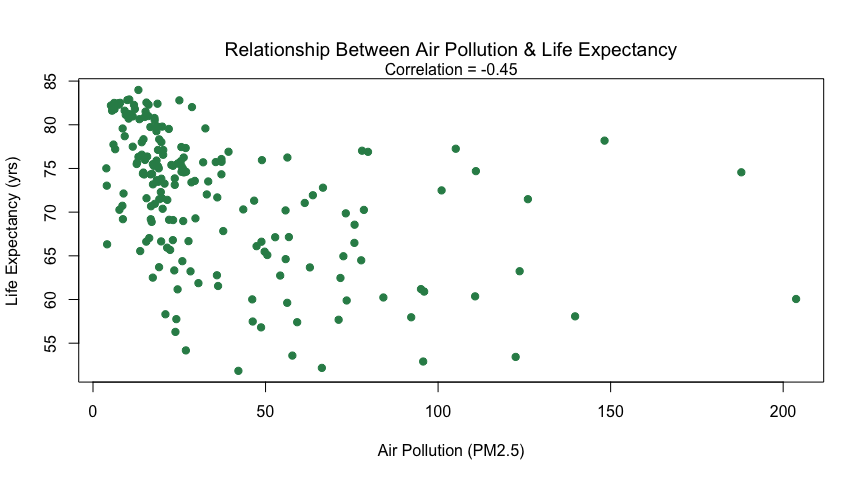 Relationship Between Air Pollution & Life Expectancy
Correlation = -0.45
Life Expectancy (yrs)
85
80
75
70
65
60
55
0 50 100 150 200
Air Pollution (PM2.5)